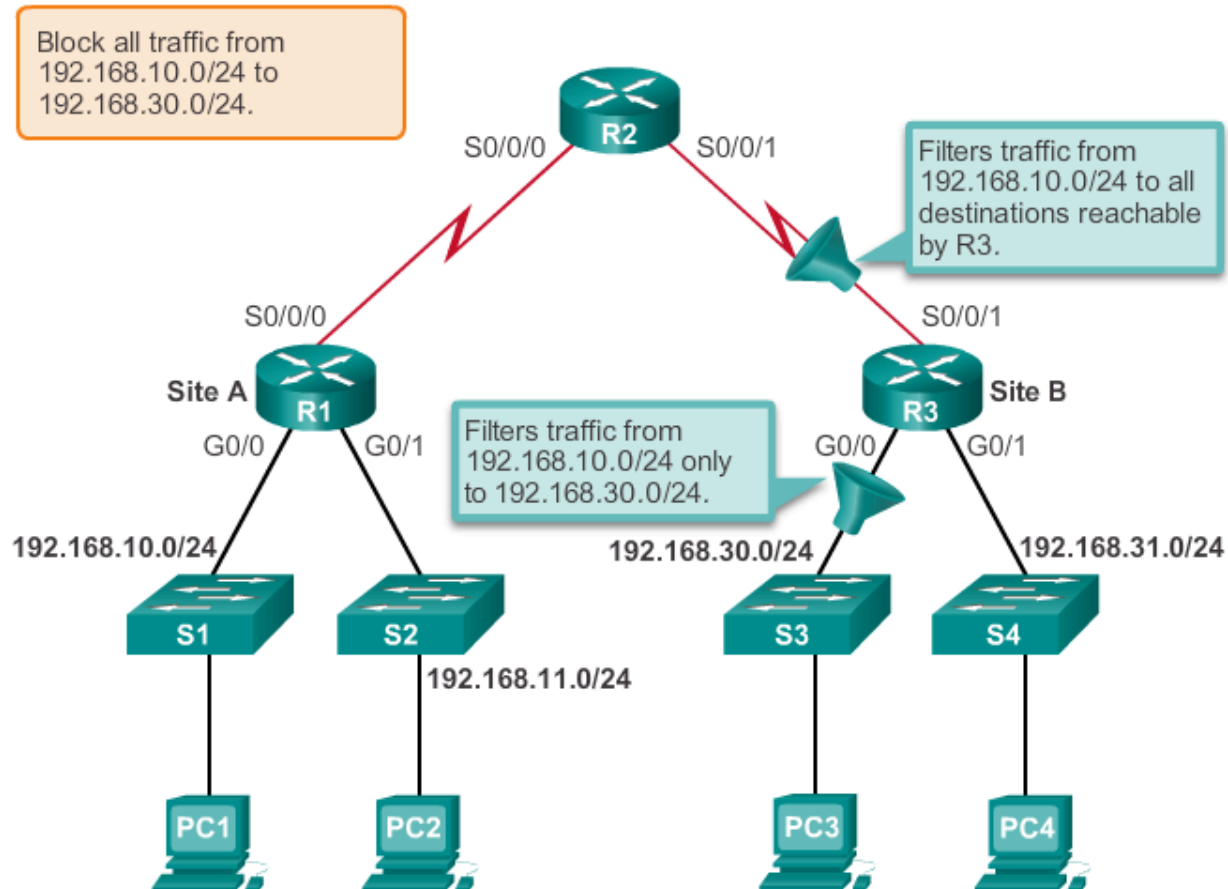 Block all traffic from
192.168.10.0/24 to
192.168.30.0/24.
R2
S0/0/0
S0/0/1
Filters traffic from
192.168.10.0/24 to all
destinations reachable
by R3.
S0/0/0
S0/0/1
Site A
R1
R3
Site B
G0/0
G0/1
Filters traffic from
192.168.10.0/24 only
to 192.168.30.0/24.
G0/0
G0/1
192.168.10.0/24
192.168.30.0/24
192.168.31.0/24
S1
S2
S3
S4
192.168.11.0/24
PC1
PC2
PC3
PC4